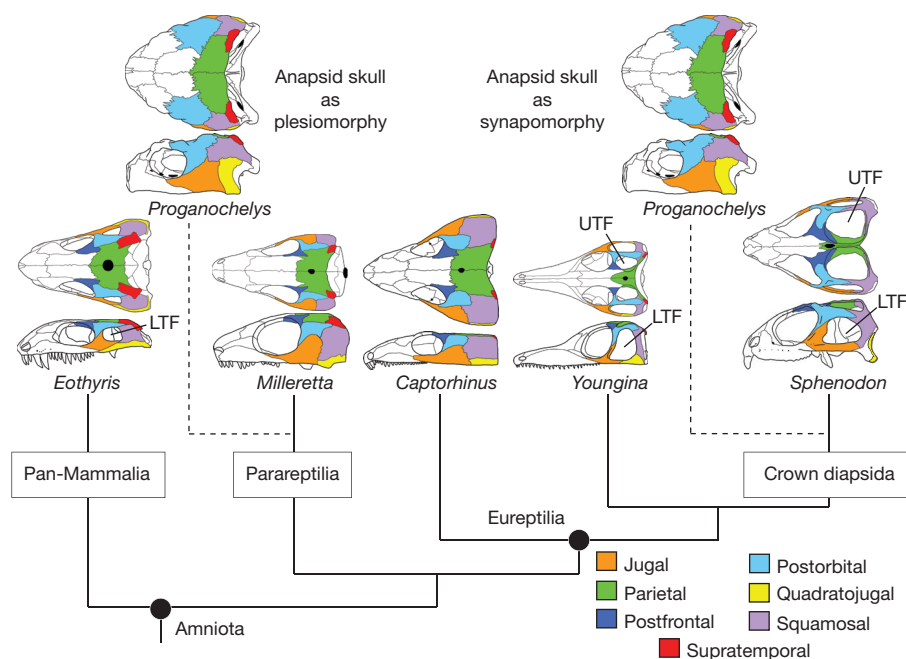 Anapsid skull
as
plesiomorphy
Anapsid skull
as
synapomorphy
Proganochelys
Proganochelys
UTF
UTF
LTF
LTF
LTF
Eothyris
Milleretta
Captorhinus
Youngina
Sphenodon
Pan-Mammalia
Parareptilia
Crown diapsida
Eureptilia
Amniota
Jugal
Parietal
Postfrontal
Supratemporal
Postorbital
Quadratojugal
Squamosal